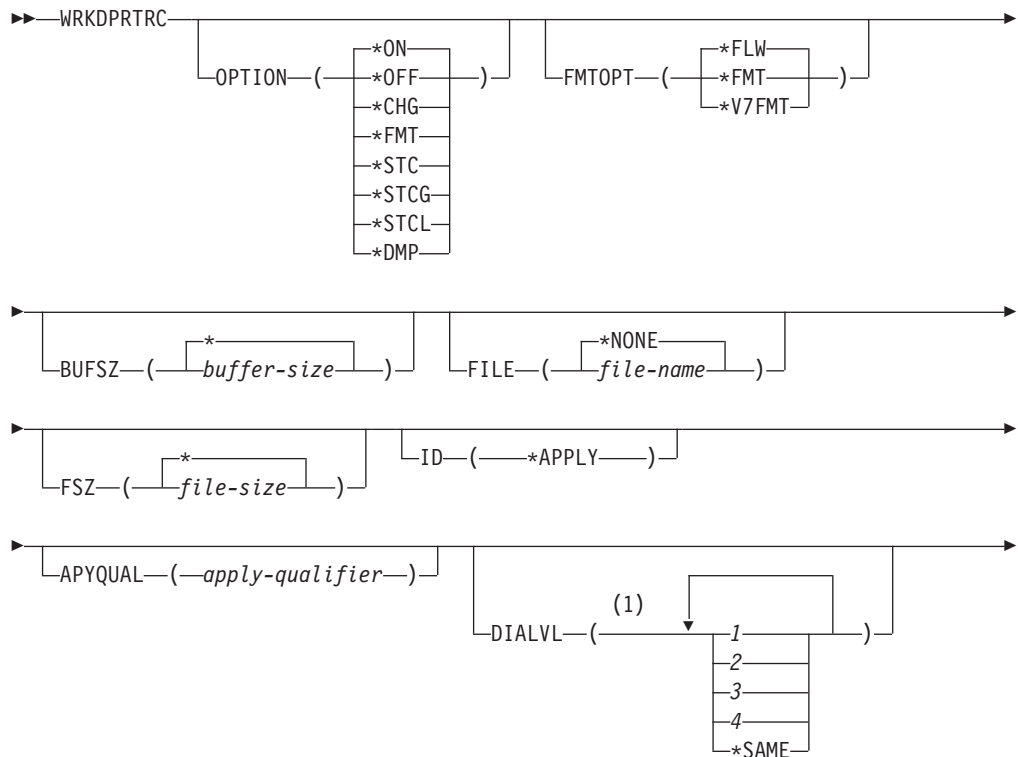 WRKDPRTRC
OPTION ( *ON ) FMTOPT ( *FLW )
*OFF *FMT
*CHG *V7FMT
*FMT
*STC
*STCG
*STCL
*DMP
BUFSZ ( * ) FILE ( *NONE )
buffer-size file-name
FSZ ( * ) ID ( *APPLY )
file-size
APYQUAL ( apply-qualifier )
(1)
DIALVL ( 1 )
2
3
4
*SAME